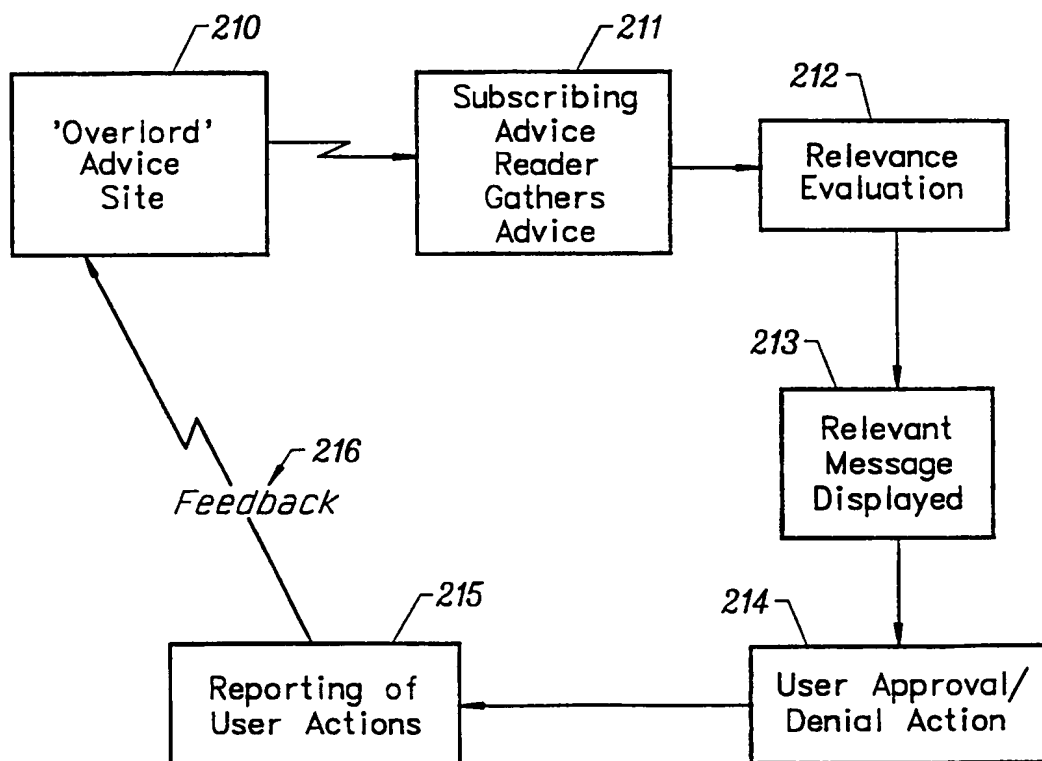 210
'Overlord'
Advice
Site
211
Subscribing
Advice
Reader
Gathers
Advice
212
Relevance
Evaluation
213
Relevant
Message
Displayed
214
User Approval/
Denial Action
215
Reporting of
User Actions
216
Feedback